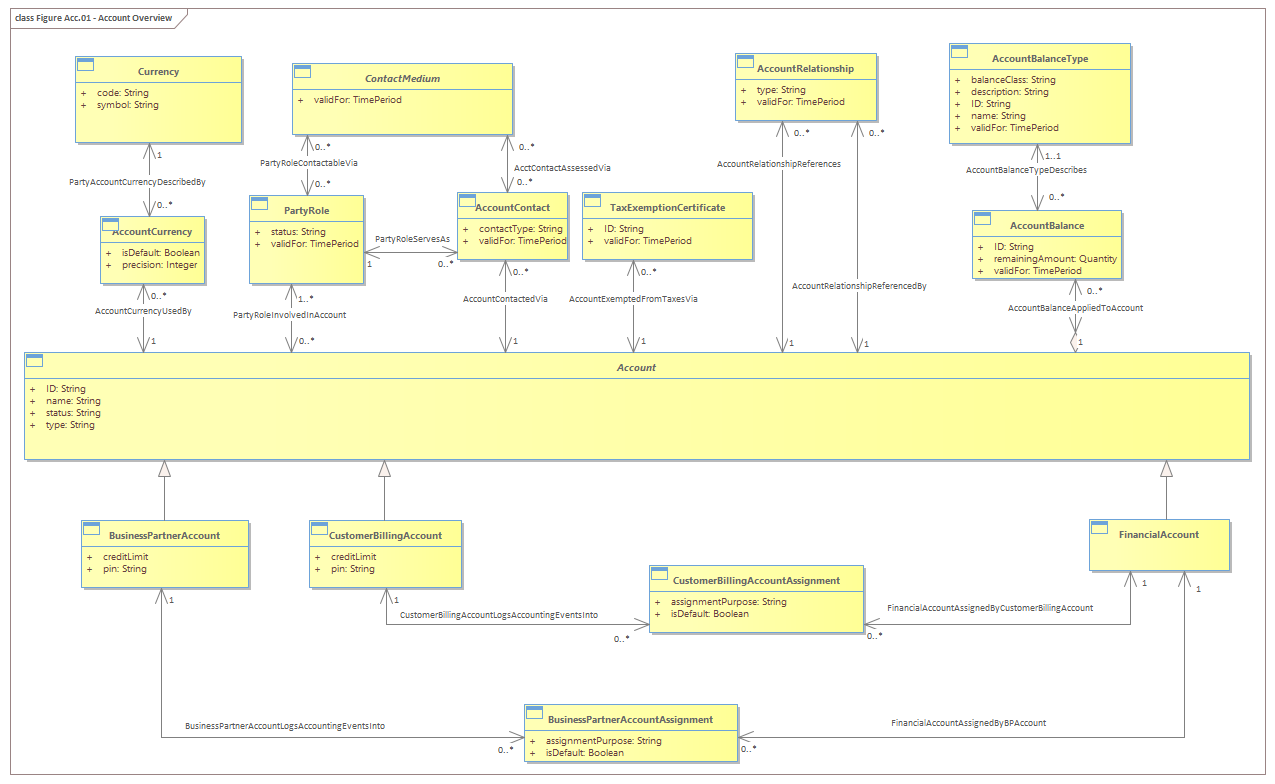 class Figure Acc.01 - Account Overview
Currency
+ code: String
+ symbol: String
ContactMedium
+ validFor: TimePeriod
AccountRelationship
+ type: String
+ validFor: TimePeriod
AccountBalanceType
+ balanceClass: String
+ description: String
+ ID: String
+ name: String
+ validFor: TimePeriod
1
PartyAccountCurrencyDescribedBy
0..*
0..*
PartyRoleContactableVia
0..*
0..*
AcctContactAssessedVia
0..*
0..*
0..*
AccountRelationshipReferences
1..1
AccountBalanceTypeDescribes
0..*
AccountCurrency
+ isDefault: Boolean
+ precision: Integer
PartyRole
+ status: String
+ validFor: TimePeriod
PartyRoleServesAs
1
0..*
AccountContact
+ contactType: String
+ validFor: TimePeriod
TaxExemptionCertificate
+ ID: String
+ validFor: TimePeriod
AccountBalance
+ ID: String
+ remainingAmount: Quantity
+ validFor: TimePeriod
0..*
AccountCurrencyUsedBy
1
1..*
PartyRoleInvolvedInAccount
0..*
0..*
AccountContactedVia
1
0..*
AccountExemptedFromTaxesVia
1
AccountRelationshipReferencedBy
1
1
0..*
AccountBalanceAppliedToAccount
1
Account
+ ID: String
+ name: String
+ status: String
+ type: String
BusinessPartnerAccount
+ creditLimit
+ pin: String
CustomerBillingAccount
+ creditLimit
+ pin: String
FinancialAccount
CustomerBillingAccountAssignment
+ assignmentPurpose: String
+ isDefault: Boolean
1
1
CustomerBillingAccountLogsAccountingEventsInto
0..*
1
FinancialAccountAssignedByCustomerBillingAccount
0..*
1
BusinessPartnerAccountLogsAccountingEventsInto
0..*
BusinessPartnerAccountAssignment
+ assignmentPurpose: String
+ isDefault: Boolean
FinancialAccountAssignedByBPAccount
0..*